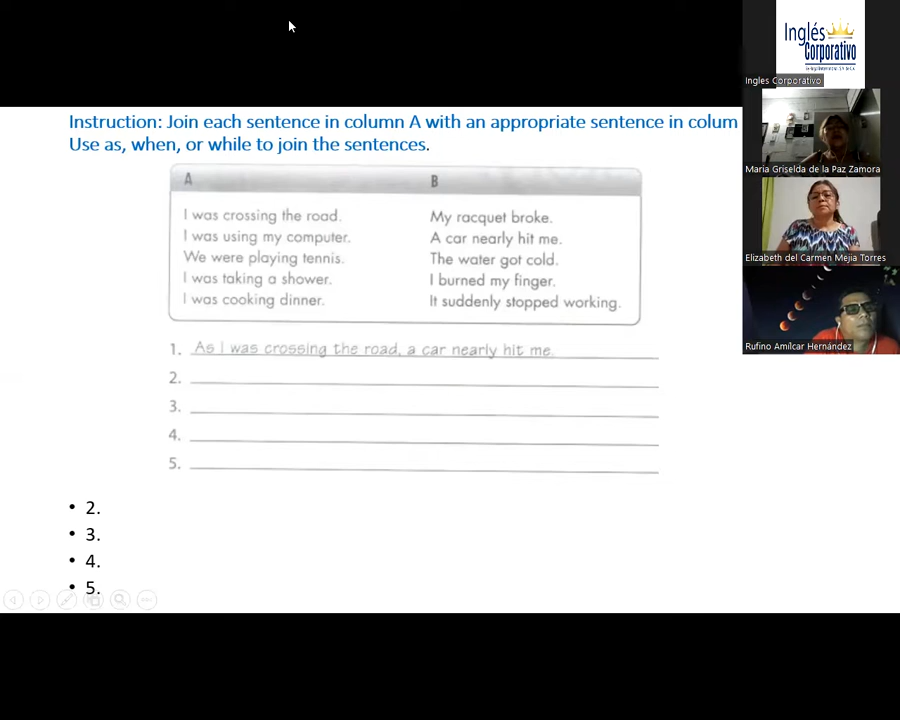 Inglés
Corporativo
Ingles Corporativo
Instruction: Join each sentence in column A with an appropriate sentence in colum
Use as, when, or while to join the sentences.
A B
I was crossing the road. My racquet broke.
I was using my computer. A car nearly hit me.
We were playing tennis. The water got cold.
I was taking a shower. I burned my finger.
I was cooking dinner. It suddenly stopped working.
1. As I was crossing the road, a car nearly hit me.
2.
3.
4.
5.
• 2.
• 3.
• 4.
• 5.
María Griselda de la Paz Zamora
Elizabeth del Carmen Mejia Torres
Rufino Amílcar Hernández